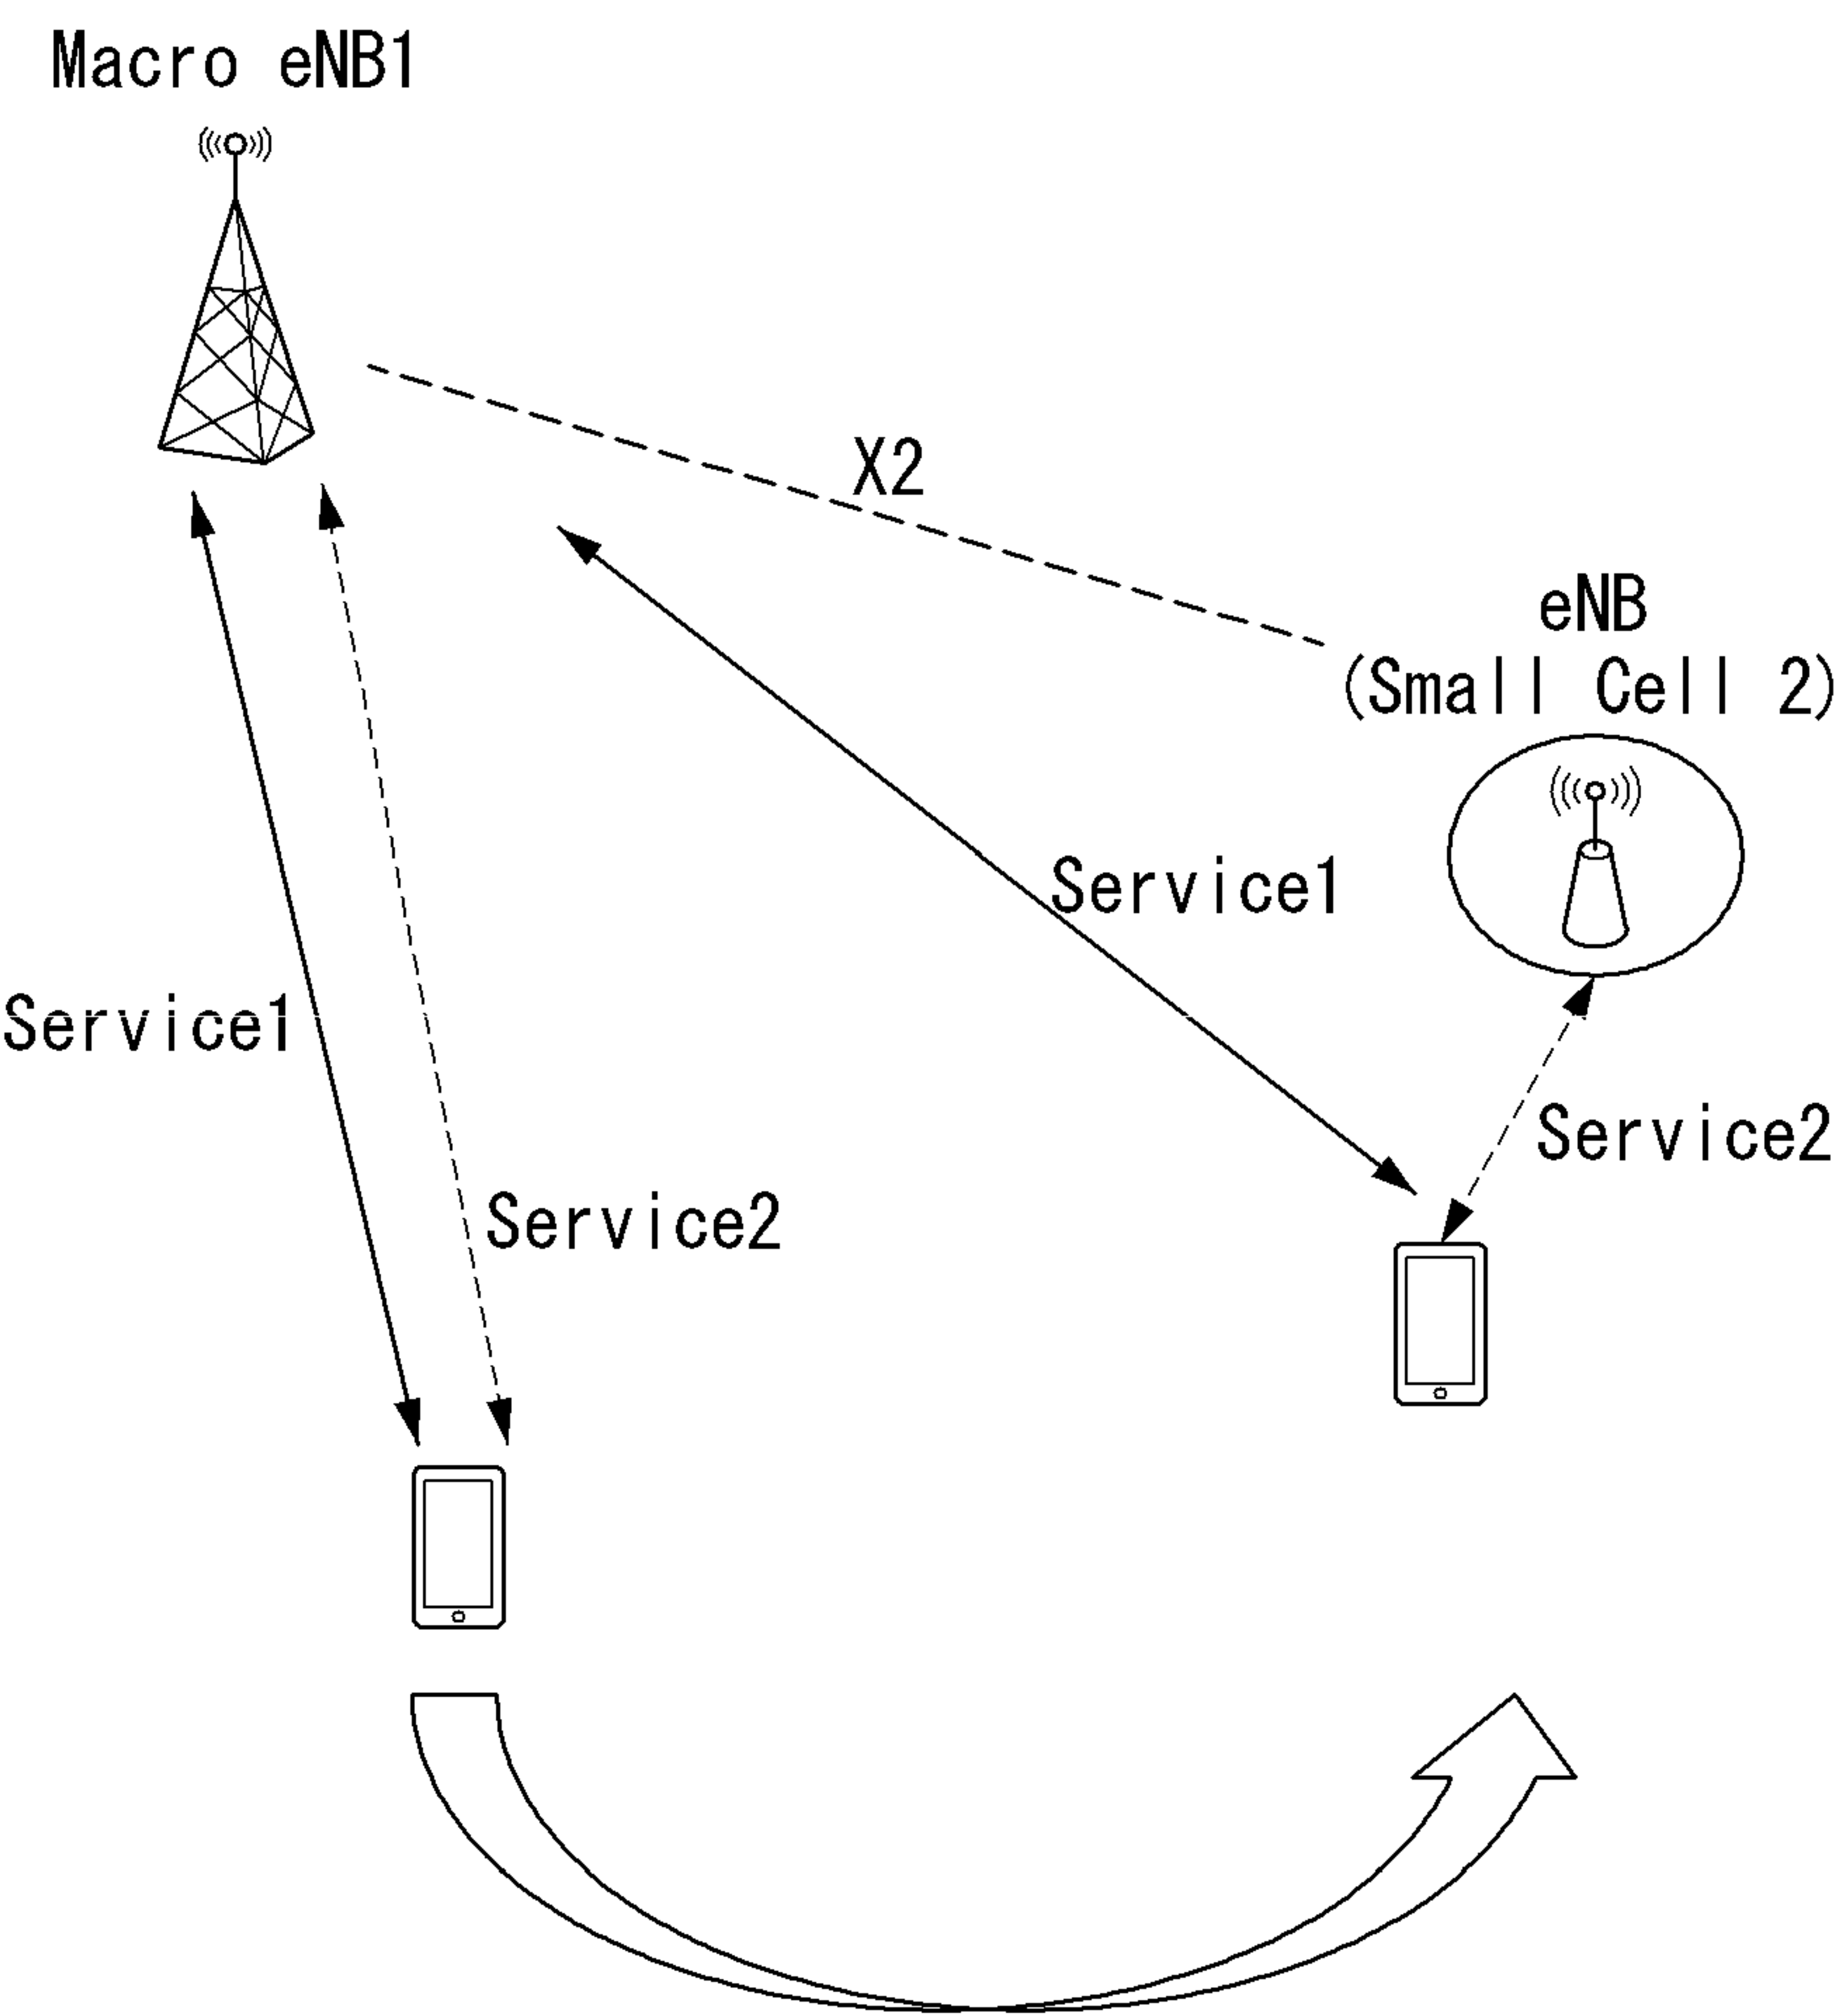 Macro eNB1
X2
eNB
(Small Cell 2)
Service1
Service1
Service2
Service2